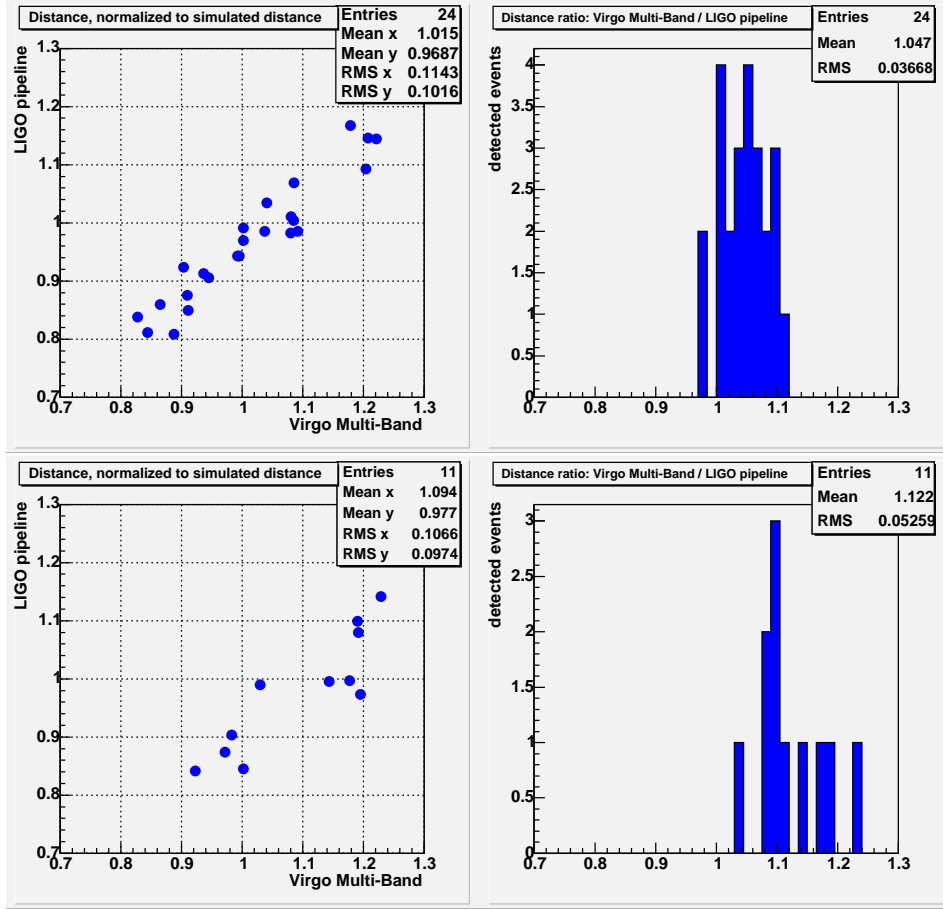 Distance, normalized to simulated distance
Entries 24
Mean x 1.015
Mean y 0.9687
RMS x 0.1143
RMS y 0.1016
LIGO pipeline
1.3
1.2
1.1
1
0.9
0.8
0.7
0.7 0.8 0.9 1 1.1 1.2 1.3
Virgo Multi-Band
Distance ratio: Virgo Multi-Band / LIGO pipeline
Entries 24
Mean 1.047
RMS 0.03668
detected events
4
3.5
3
2.5
2
1.5
1
0.5
0
0.7 0.8 0.9 1 1.1 1.2 1.3
Distance, normalized to simulated distance
Entries 11
Mean x 1.094
Mean y 0.977
RMS x 0.1066
RMS y 0.0974
LIGO pipeline
1.3
1.2
1.1
1
0.9
0.8
0.7
0.7 0.8 0.9 1 1.1 1.2 1.3
Virgo Multi-Band
Distance ratio: Virgo Multi-Band / LIGO pipeline
Entries 11
Mean 1.122
RMS 0.05259
detected events
3
2.5
2
1.5
1
0.5
0
0.7 0.8 0.9 1 1.1 1.2 1.3